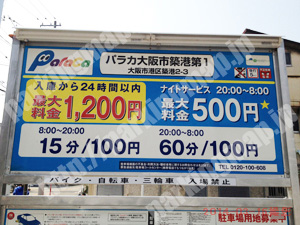 ParaCa
パラカ大阪市築港第1
大阪市港区築港2-3
入庫から24時間以内
最大料金 1,200円
ナイトサービス 20:00~8:00
最大料金 500円★
8:00~20:00
15分/100円
20:00~8:00
60分/100円
TEL 0120-100-608
バイク・自転車・三輪車 入場禁止
駐車場用地募集中